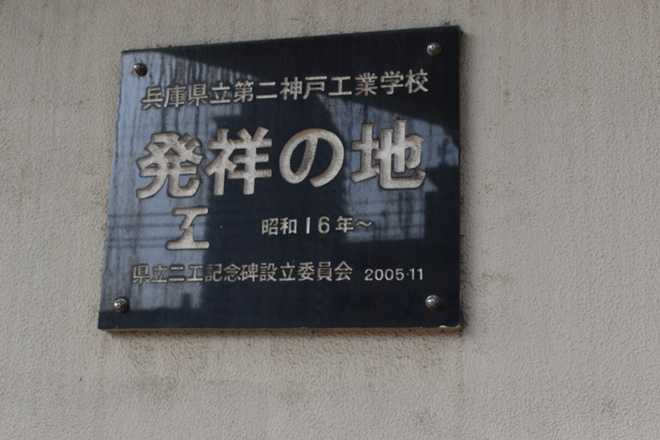 兵庫県立第二神戸工業学校
発祥の地
工 昭和16年~
県立二工記念碑設立委員会 2005・11